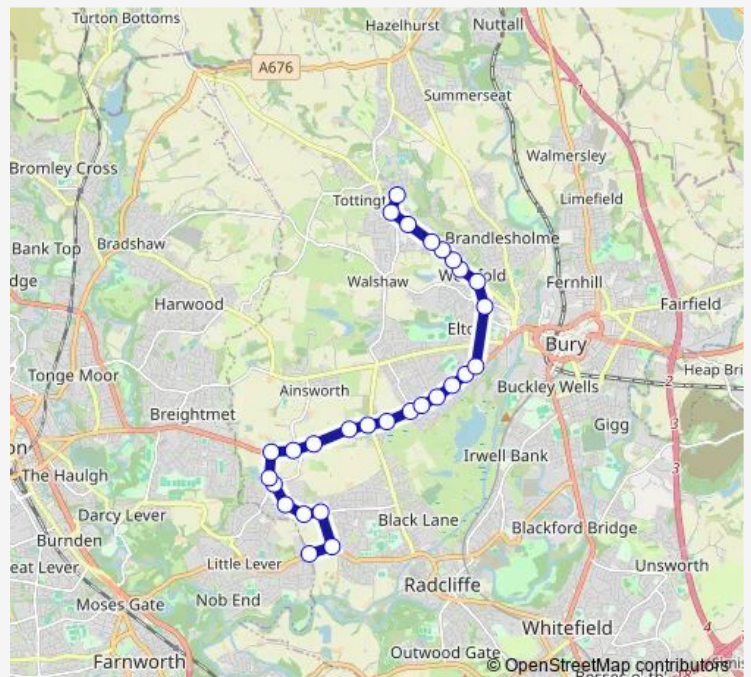 Turton Bottoms
Hazelhurst
Nuttall
A676
1
Summerseat
Bromley Cross
Walmersley
Tottingt
Limefield
Bank Top
Bradshaw
Brandlesholme
dge
Walshaw
Fernhill
Harwood
Fairfield
Elto
Bury
Tonge Moor
Heap Bri
2
Ainsworth
Buckley Wells
Breightmet
Gigg
3
on
Irwell Bank
3
The Haulgh
Darcy Lever
Black Lane
Blackford Bridge
Burnden
eat Lever
Little Lever
Unsworth
Radcliffe
Moses Gate
Nob End
Whitefield
4
Outwood Gate
Farnworth
© OpenStreetMap contributors